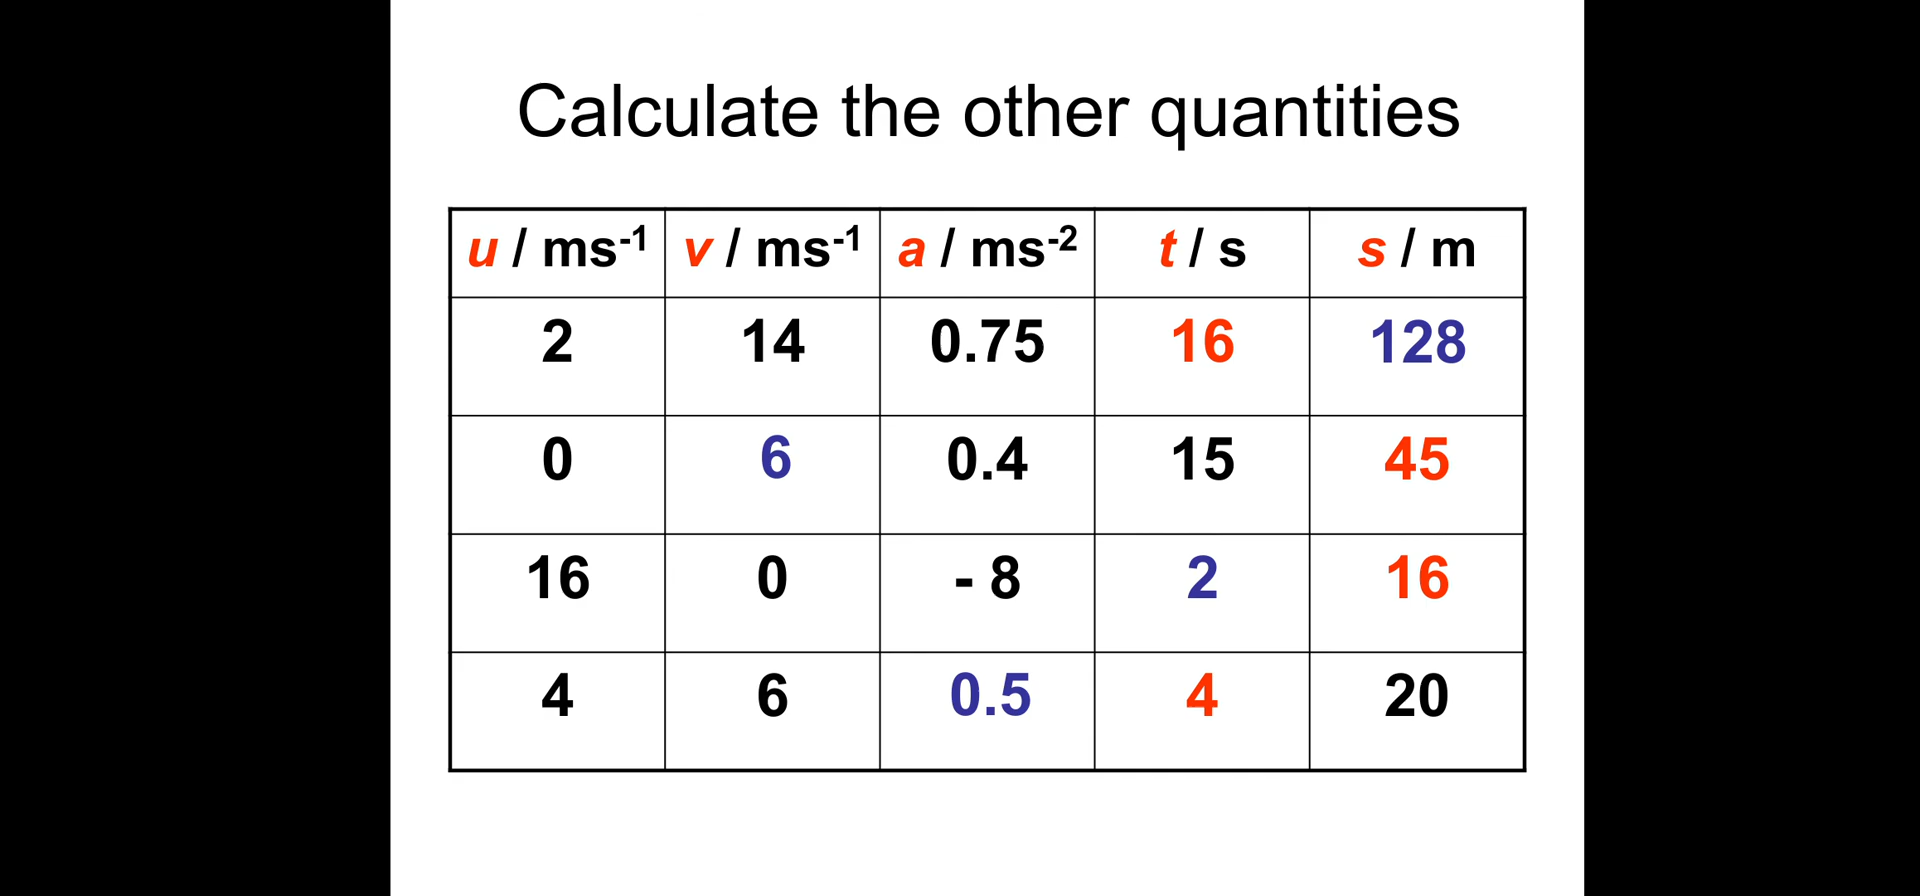 Calculate the other quantities
u / ms-1 v / ms-1 a / ms-2 t / s s / m
2 14 0.75 16 128
0 6 0.4 15 45
16 0 - 8 2 16
4 6 0.5 4 20